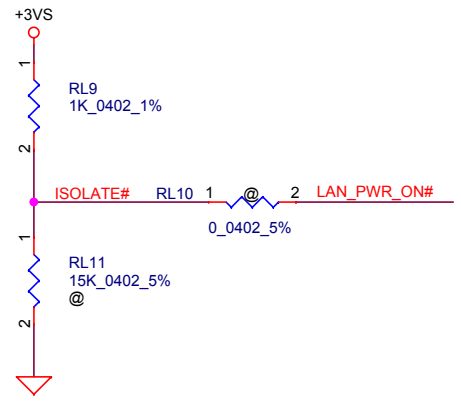 +3VS
1
RL9
1K_0402_1%
2
ISOLATE# RL10 1 @ 2 LAN_PWR_ON#
0_0402_5%
1
RL11
15K_0402_5%
@
2